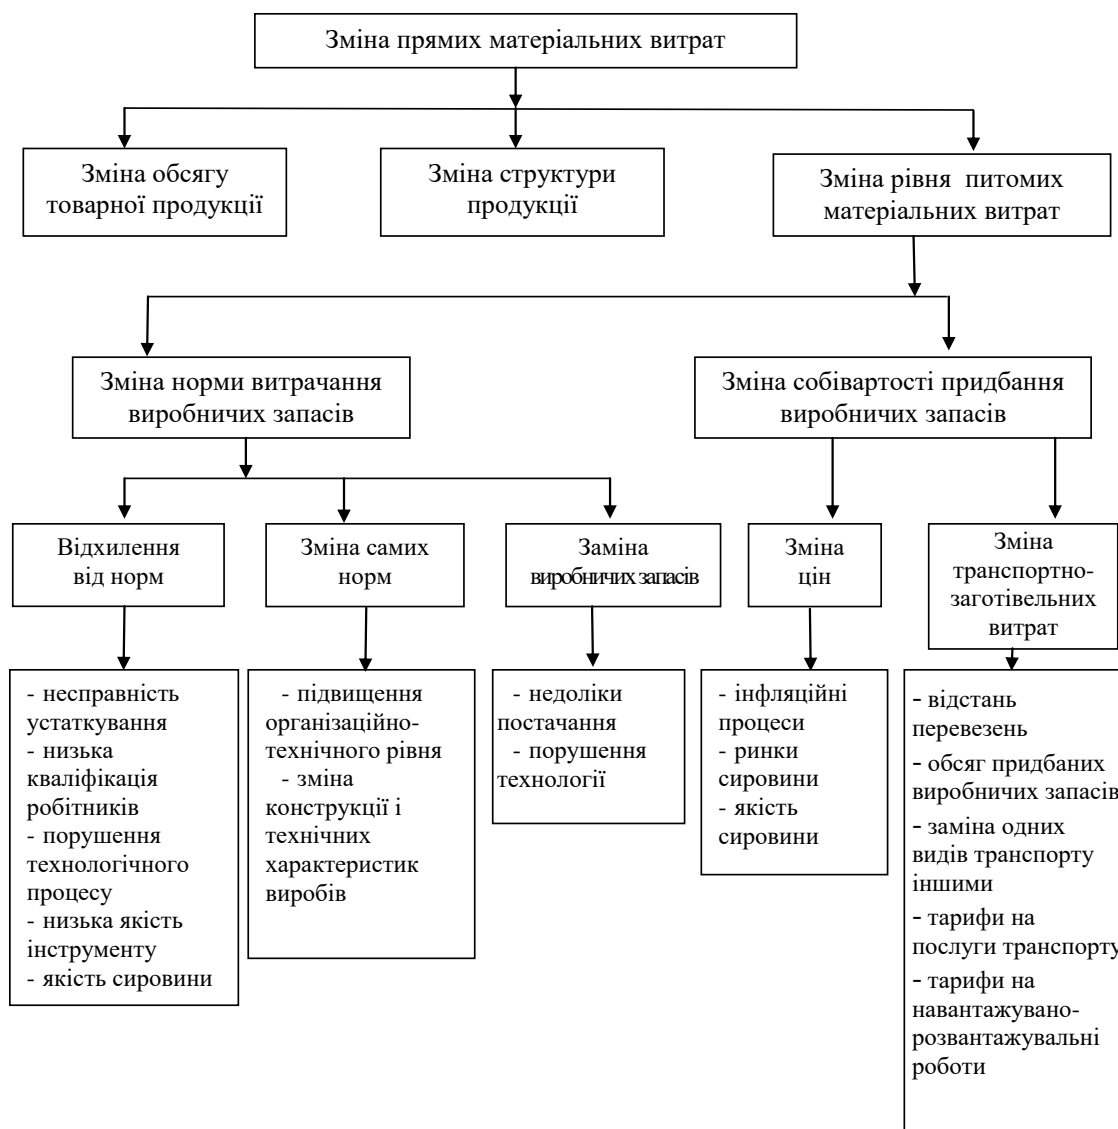 Зміна прямих матеріальних витрат
Зміна обсягу
товарної продукції
Зміна структури
продукції
Зміна рівня питомих
матеріальних витрат
Зміна норми витрачання
виробничих запасів
Зміна собівартості придбання
виробничих запасів
Відхилення
від норм
Зміна самих
норм
Заміна
виробничих запасів
Зміна
цін
Зміна
транспортно-
заготівельних
витрат
- несправність
устаткування
- низька
кваліфікація
робітників
- порушення
технологічного
процесу
- низька якість
інструменту
- якість сировини
- підвищення
організаційно-
технічного рівня
- зміна
конструкції і
технічних
характеристик
виробів
- недоліки
постачання
- порушення
технології
- інфляційні
процеси
- ринки
сировини
- якість
сировини
- відстань
перевезень
- обсяг придбаних
виробничих запасів
- заміна одних
видів транспорту
іншими
- тарифи на
послуги транспорту
- тарифи на
навантажувано-
розвантажувальні
роботи